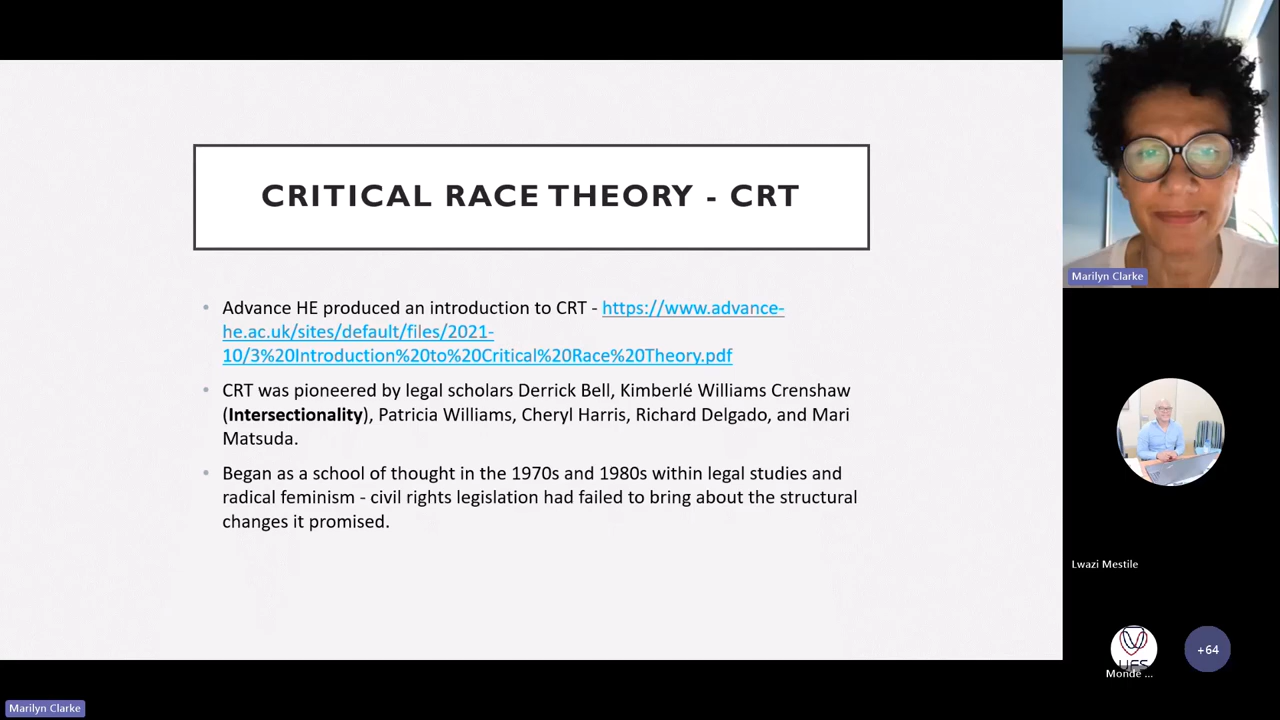 CRITICAL RACE THEORY - CRT
• Advance HE produced an introduction to CRT - https://www.advance-
he.ac.uk/sites/default/files/2021-
10/3%20Introduction%20to%20Critical%20Race%20Theory.pdf
• CRT was pioneered by legal scholars Derrick Bell, Kimberlé Williams Crenshaw
(Intersectionality), Patricia Williams, Cheryl Harris, Richard Delgado, and Mari
Matsuda.
• Began as a school of thought in the 1970s and 1980s within legal studies and
radical feminism - civil rights legislation had failed to bring about the structural
changes it promised.
Marilyn Clarke
Lwazi Mestile
UFS
Monde ...
+64
Marilyn Clarke